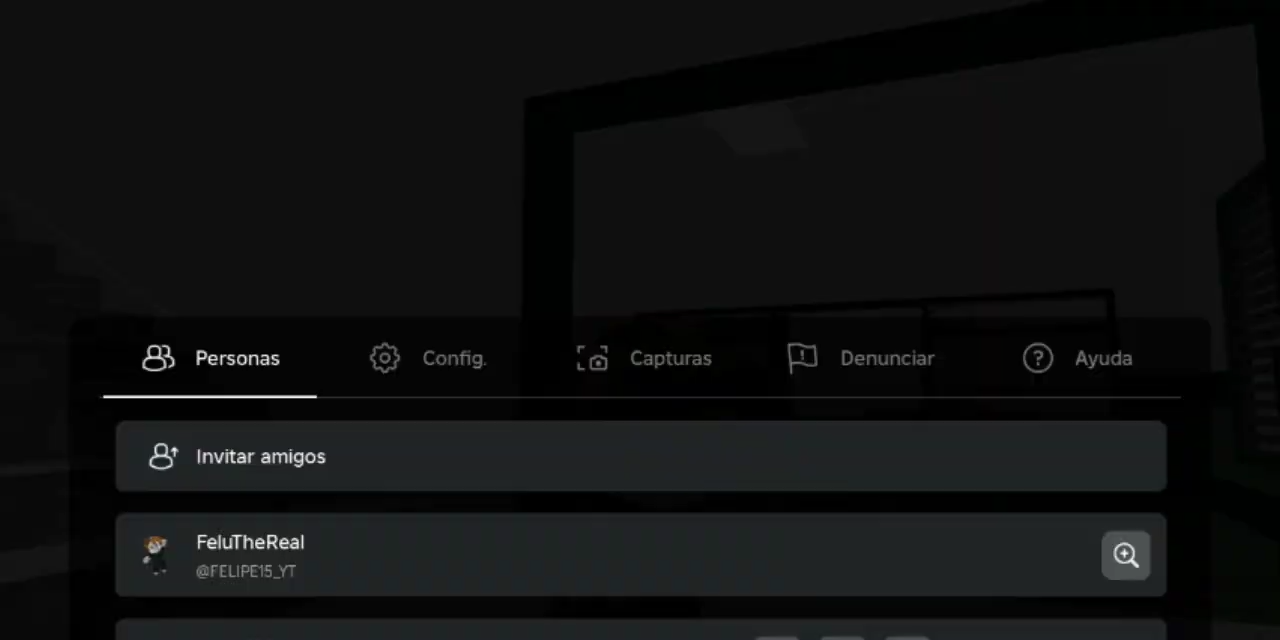 Personas
Config.
Capturas
Denunciar
Ayuda
Invitar amigos
FeluTheReal
@FELIPE15_YT